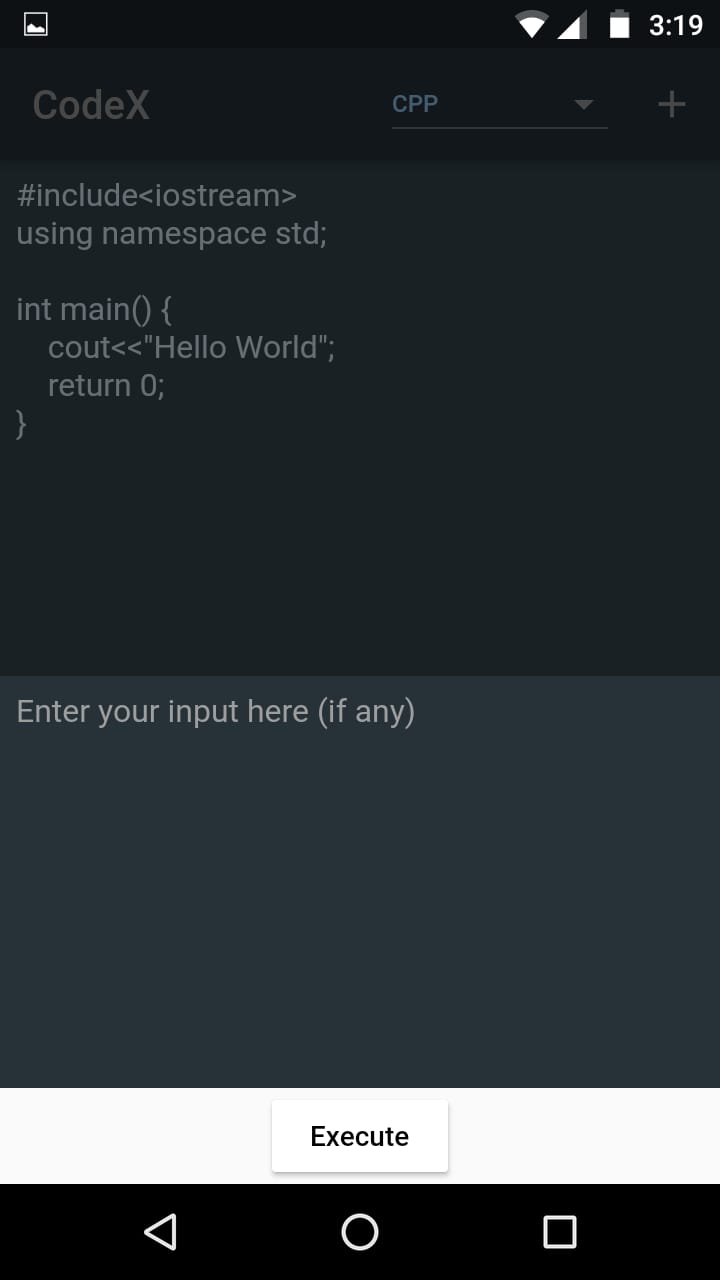 3:19
CodeX
CPP
#include<iostream>
using namespace std;
int main() {
cout<<"Hello World";
return 0;
}
Enter your input here (if any)
Execute